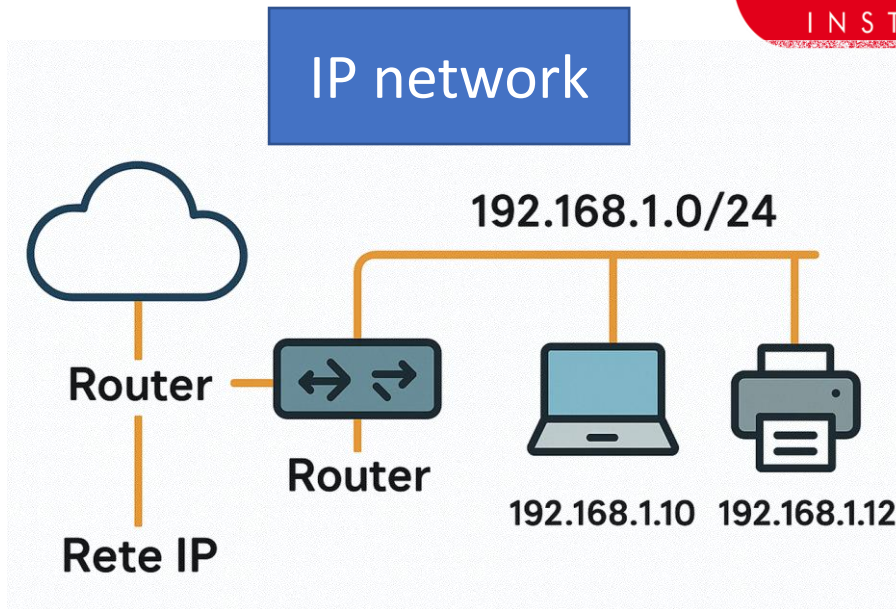 INST
IP network
192.168.1.0/24
Router
Router
192.168.1.10
192.168.1.12
Rete IP